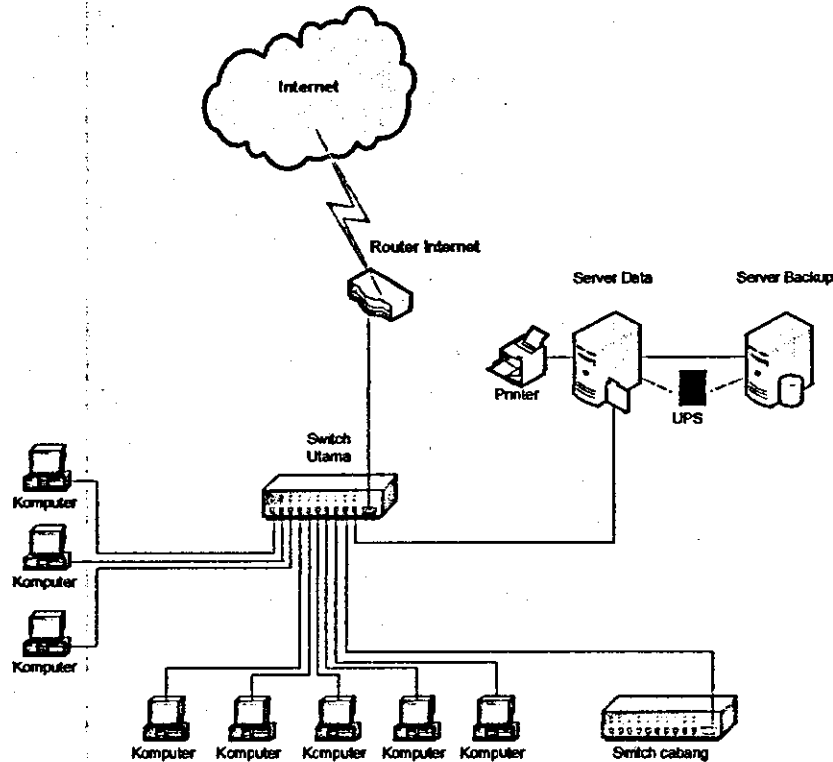 Internet
Router Internet
Server Data
Server Backup
Printer
UPS
Switch
Utama
Komputer
Komputer
Komputer
Komputer
Komputer
Komputer
Komputer
Komputer
Switch cabang